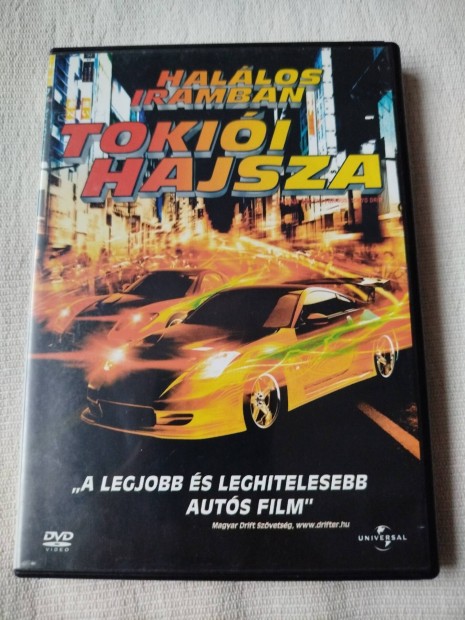 HALÁLOS
IRAMBAN
TOKIÓI
HAJSZA
„A LEGJOBB ÉS LEGHITELESEBB
AUTÓS FILM"
Magyar Drift Szövetség, www.drifter.hu
DVD
VIDEO
UNIVERSAL